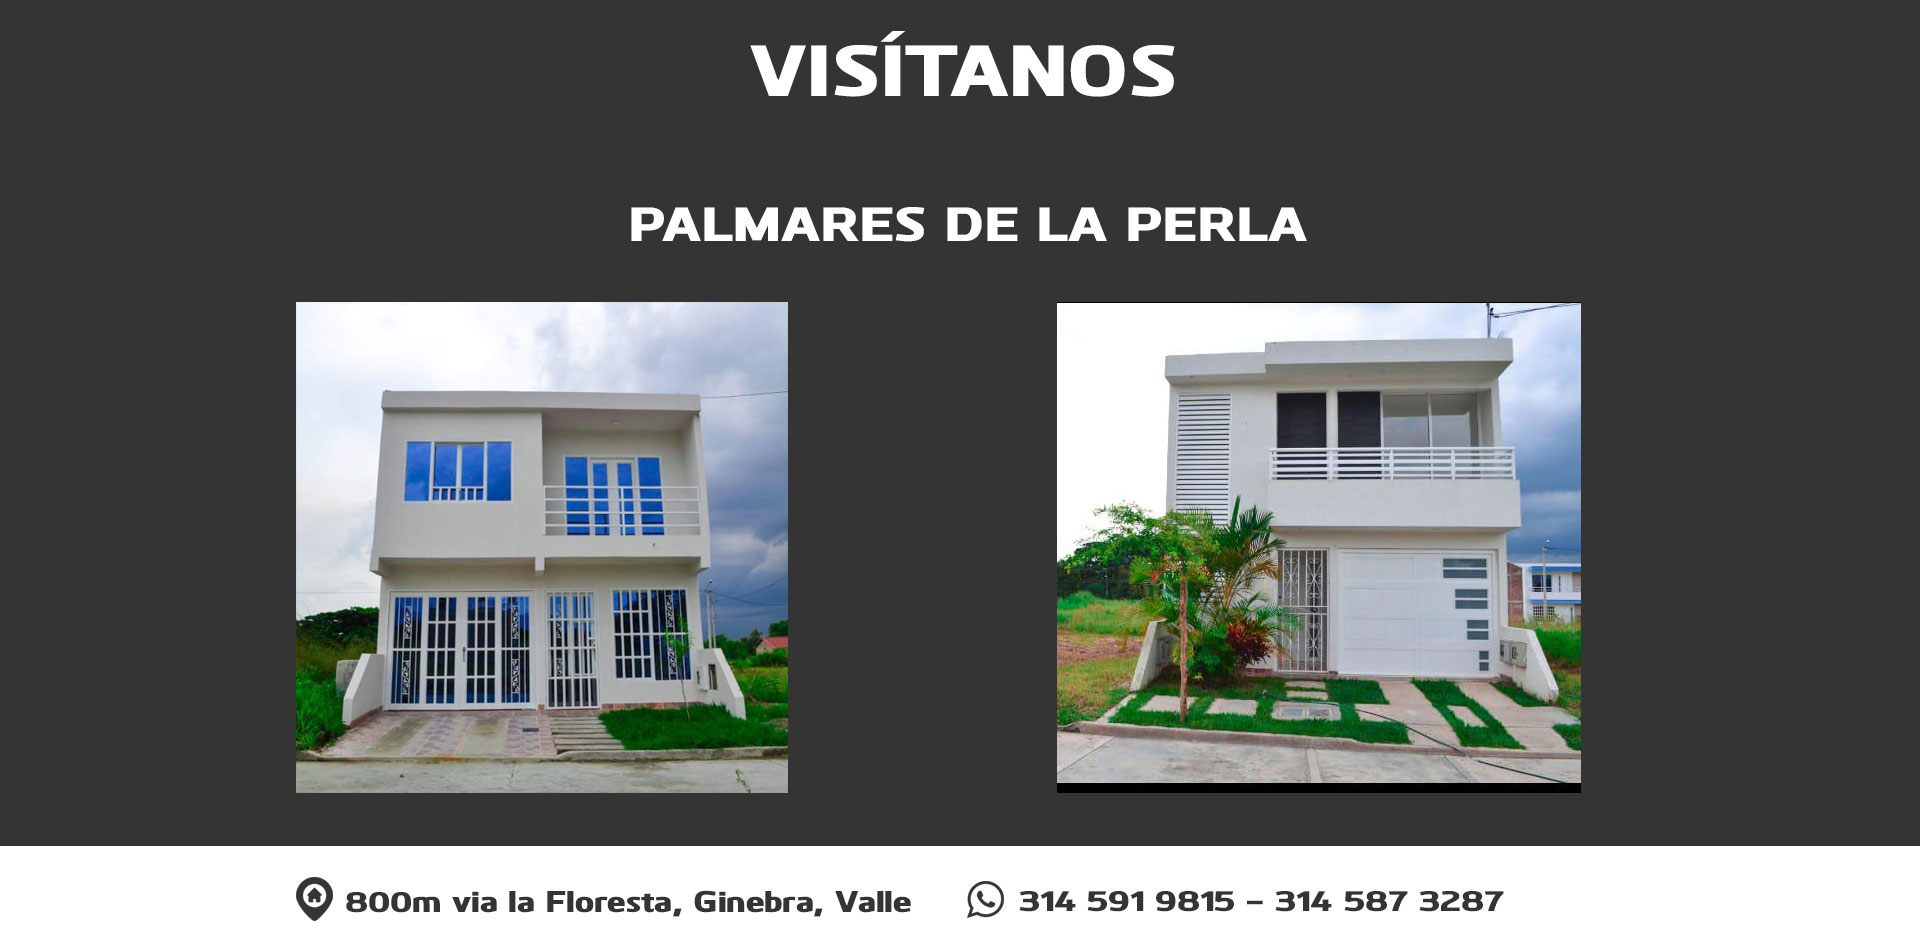 VISÍTANOS
PALMARES DE LA PERLA
800m via la Floresta, Ginebra, Valle
314 591 9815 – 314 587 3287